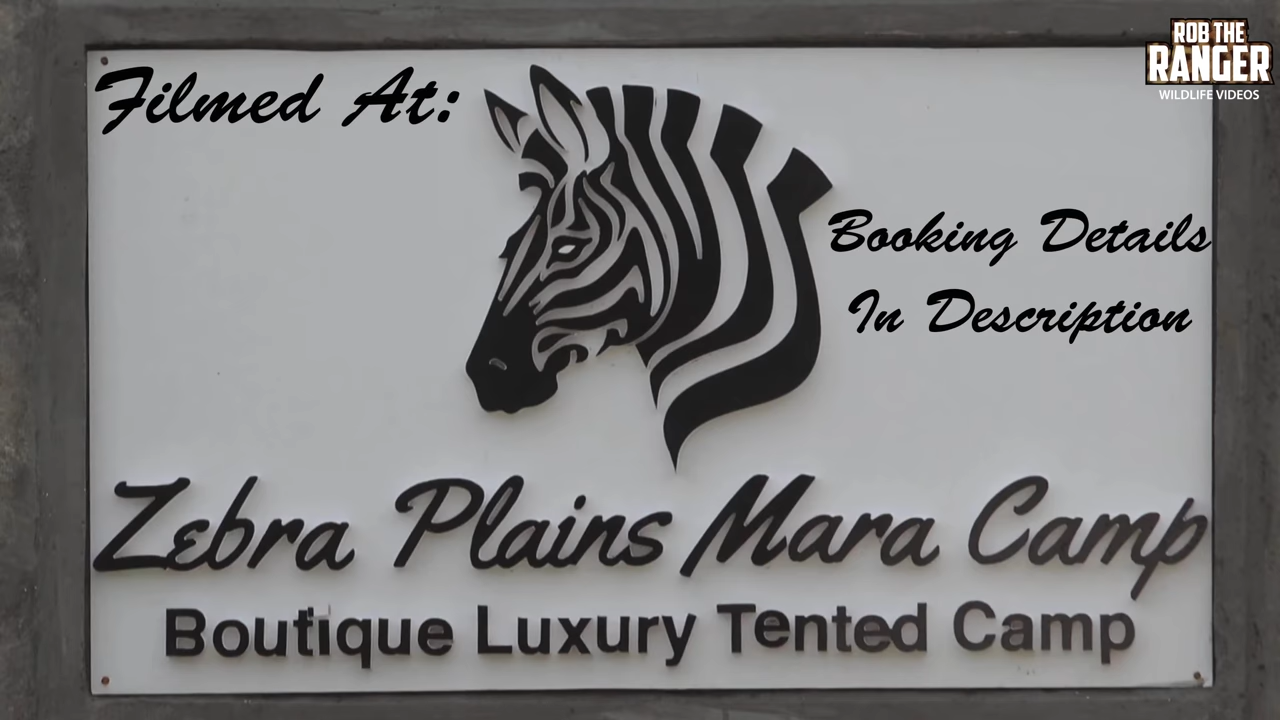 ROB THE
RANGER
WILDLIFE VIDEOS
Filmed At:
Booking Details
In Description
Zebra Plains Mara Camp
Boutique Luxury Tented Camp